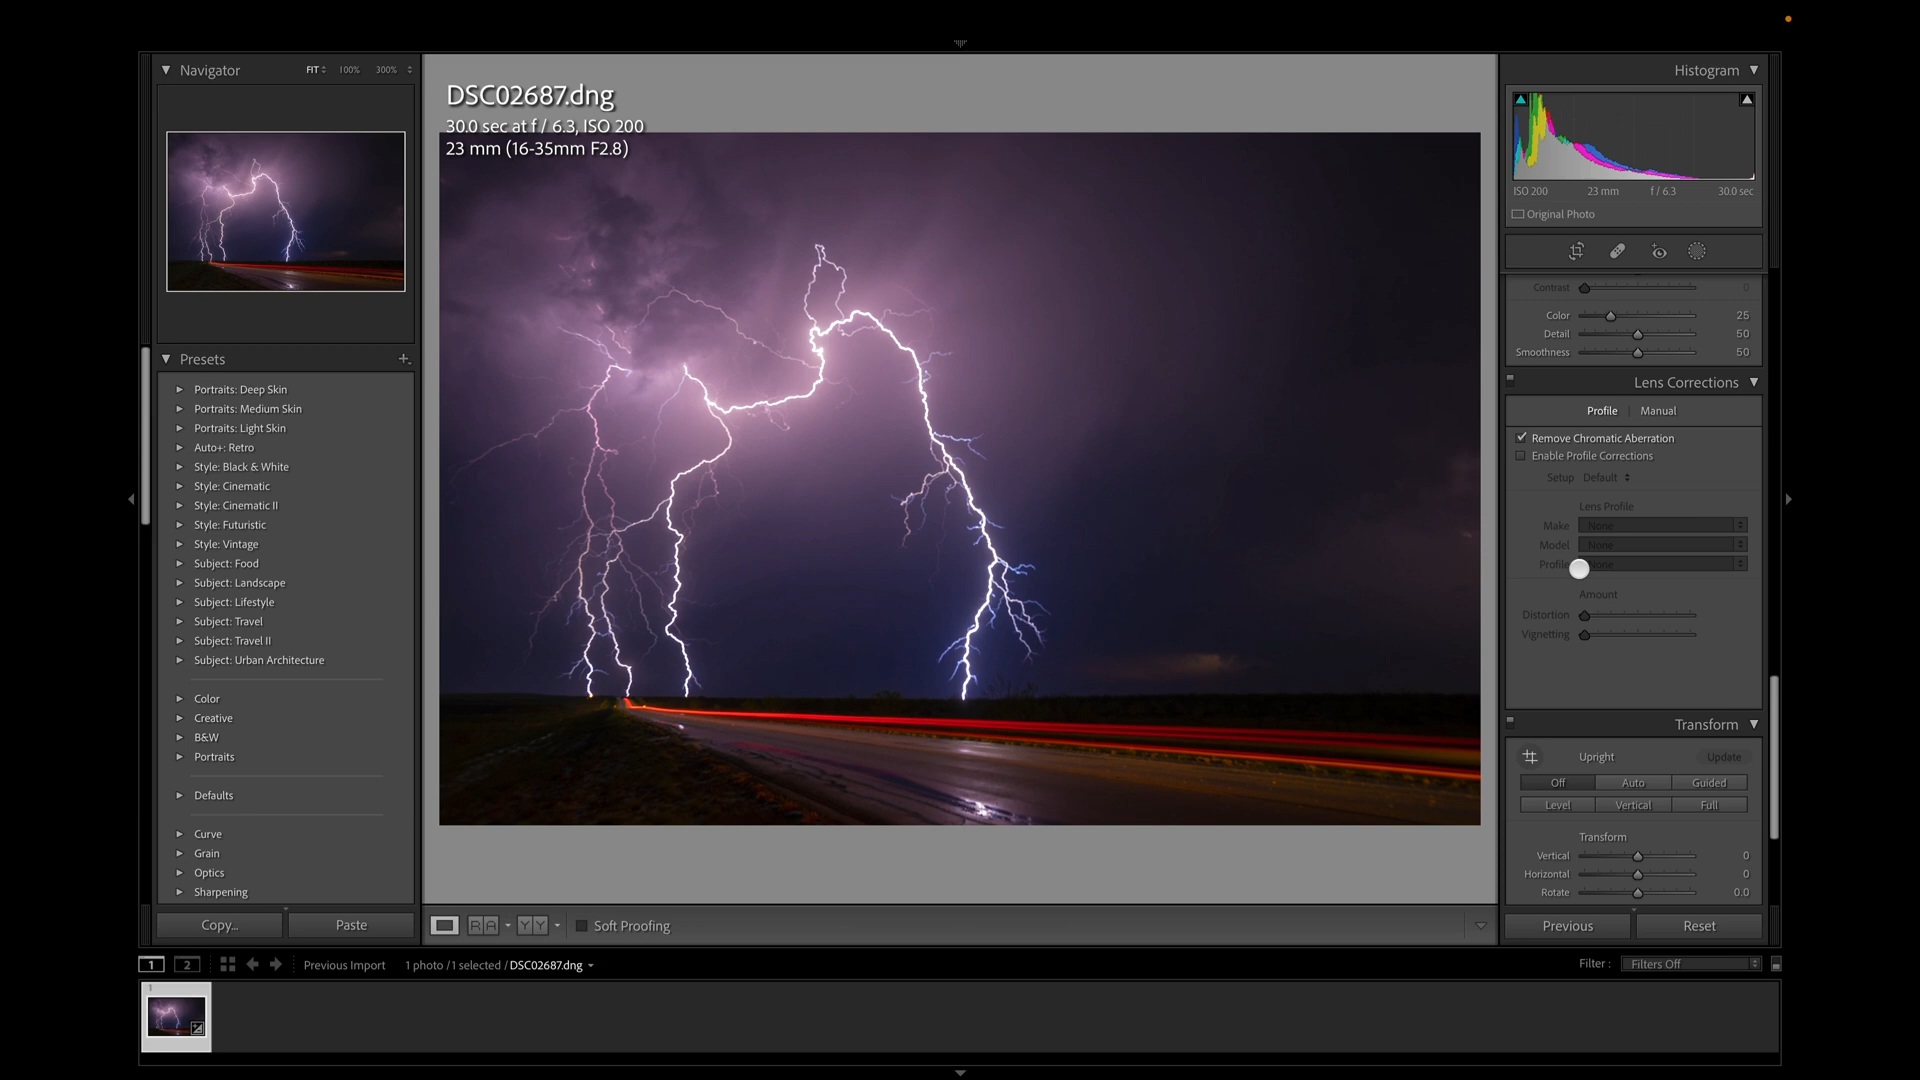 Navigator
FIT 100% 300%
DSC02687.dng
30.0 sec at f / 6.3, ISO 200
23 mm (16-35mm F2.8)
Presets
Portraits: Deep Skin
Portraits: Medium Skin
Portraits: Light Skin
Auto+: Retro
Style: Black & White
Style: Cinematic
Style: Cinematic II
Style: Futuristic
Style: Vintage
Subject: Food
Subject: Landscape
Subject: Lifestyle
Subject: Travel
Subject: Travel II
Subject: Urban Architecture
Color
Creative
B&W
Portraits
Defaults
Curve
Grain
Optics
Sharpening
Copy... Paste
R A Y Y Soft Proofing
Histogram
ISO 200 23 mm f / 6.3 30.0 sec
Original Photo
Contrast 0
Color 25
Detail 50
Smoothness 50
Lens Corrections
Profile | Manual
Remove Chromatic Aberration
Enable Profile Corrections
Setup Default
Lens Profile
Make None
Model None
Profile None
Amount
Distortion
Vignetting
Transform
Upright Update
Off Auto Guided
Level Vertical Full
Transform
Vertical 0
Horizontal 0
Rotate 0.0
Previous Reset
1 2 Previous Import 1 photo / 1 selected / DSC02687.dng Filter : Filters Off
1